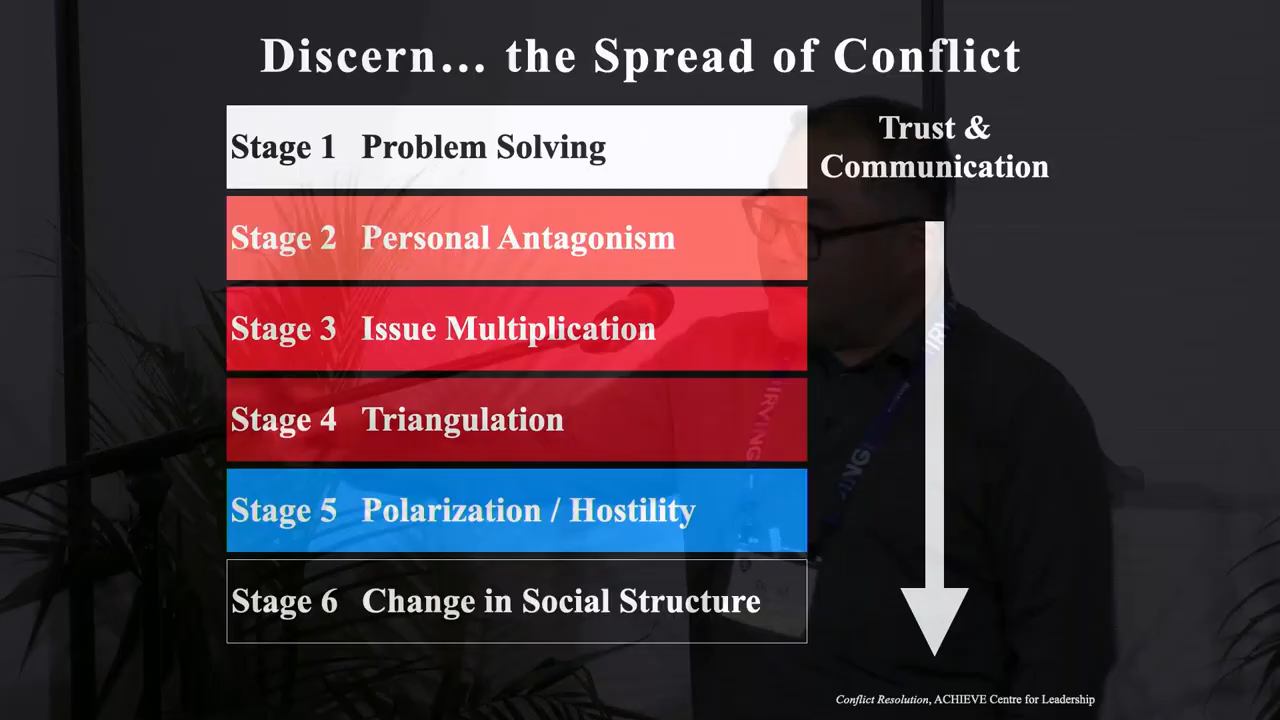 Discern... the Spread of Conflict
Stage 1 Problem Solving
Stage 2 Personal Antagonism
Stage 3 Issue Multiplication
Stage 4 Triangulation
Stage 5 Polarization / Hostility
Stage 6 Change in Social Structure
Trust &
Communication
Conflict Resolution, ACHIEVE Centre for Leadership